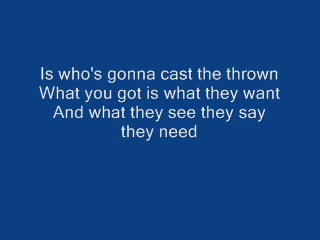 Is who's gonna cast the thrown
What you got is what they want
And what they see they say
they need